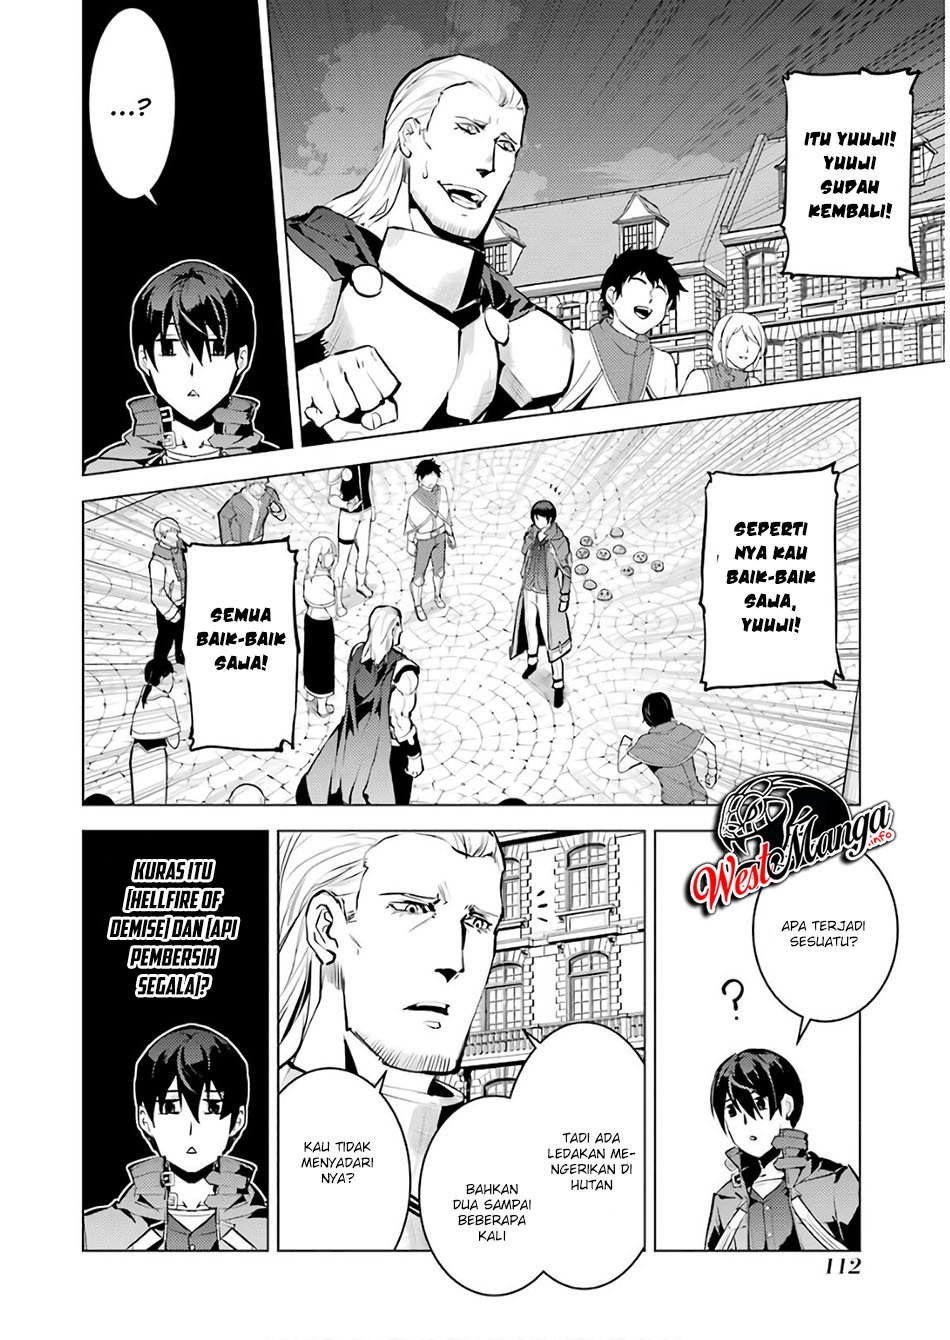 ITU YUUJI!
YUUJI
SUDAH
KEMBALI!
...?
SEPERTI
NYA KAU
BAIK-BAIK
SAJA,
YUUJI!
SEMUA
BAIK-BAIK
SAJA!
WestManga
.info
APA TERJADI
SESUATU?
?
TADI ADA
LEDAKAN ME-
NGERIKAN DI
HUTAN
BAHKAN
DUA SAMPAI
BEBERAPA
KALI
KAU TIDAK
MENYADARI
NYA?
KURAS ITU
[HELLFIRE OF
DEMISE] DAN [API
PEMBERSIH
SEGALA]?
112